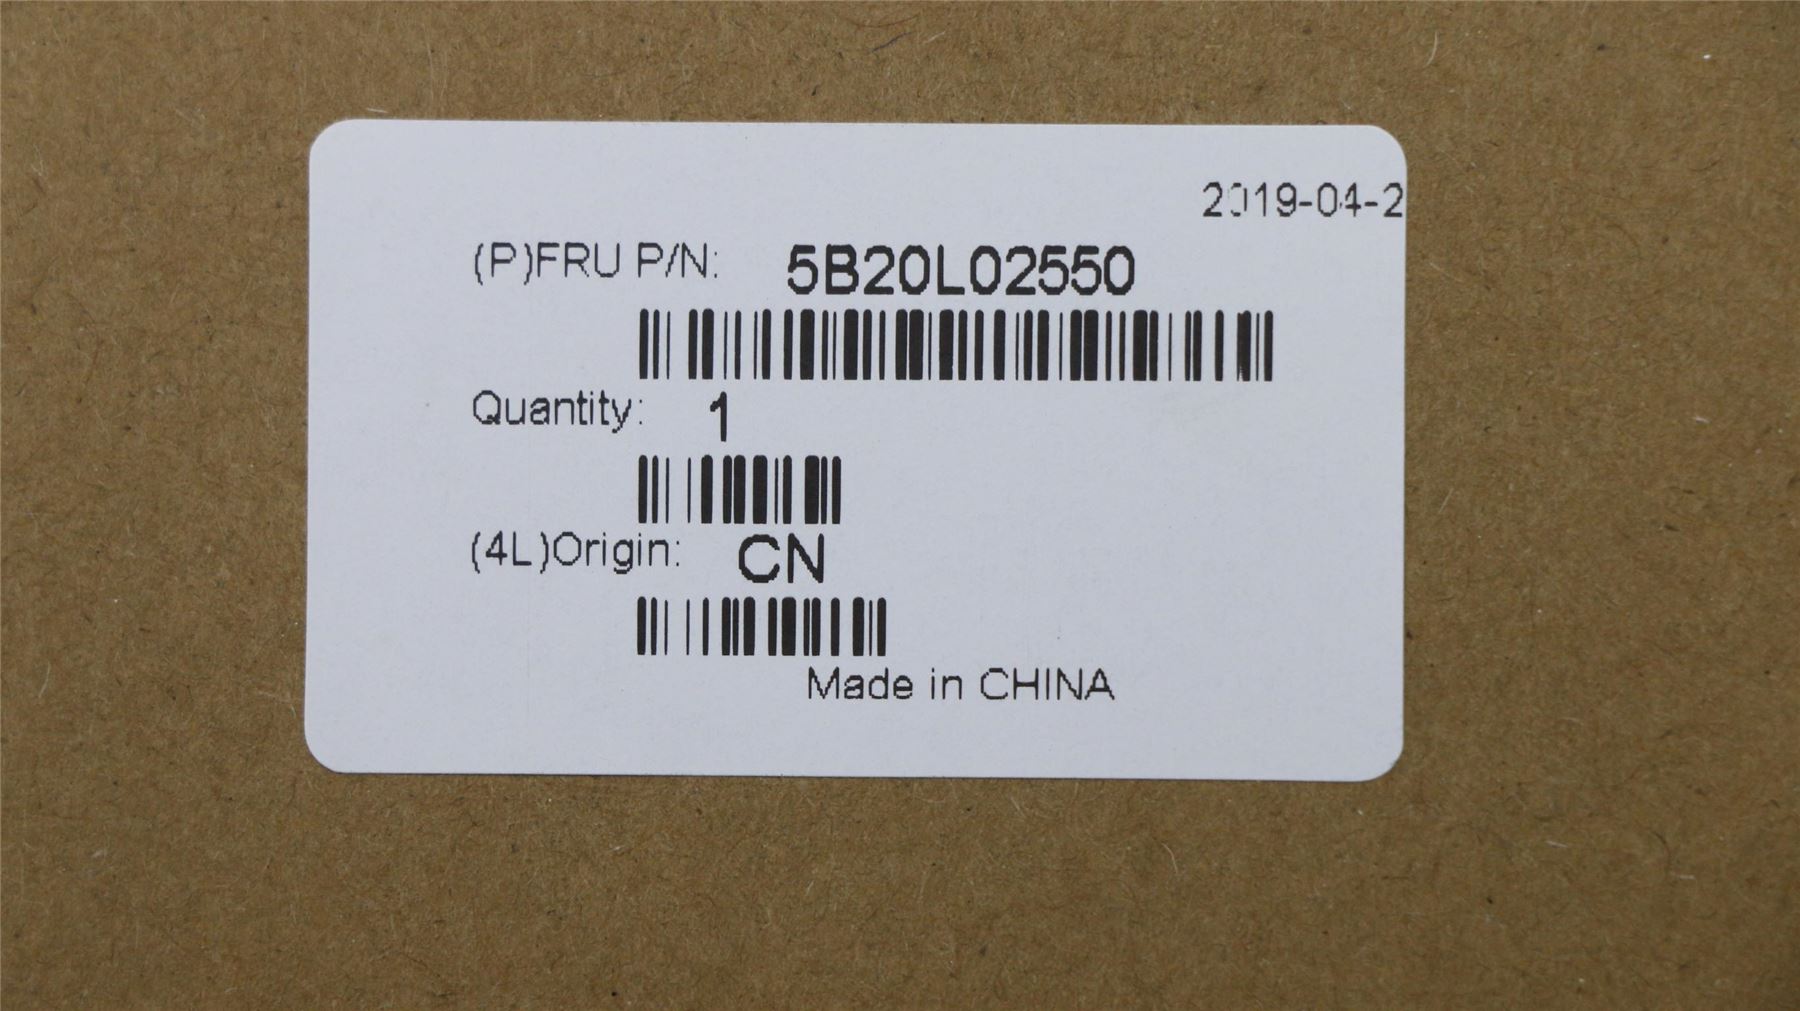 2019-04-2
(P)FRU P/N: 5B20L02550
Quantity: 1
(4L)Origin: CN
Made in CHINA